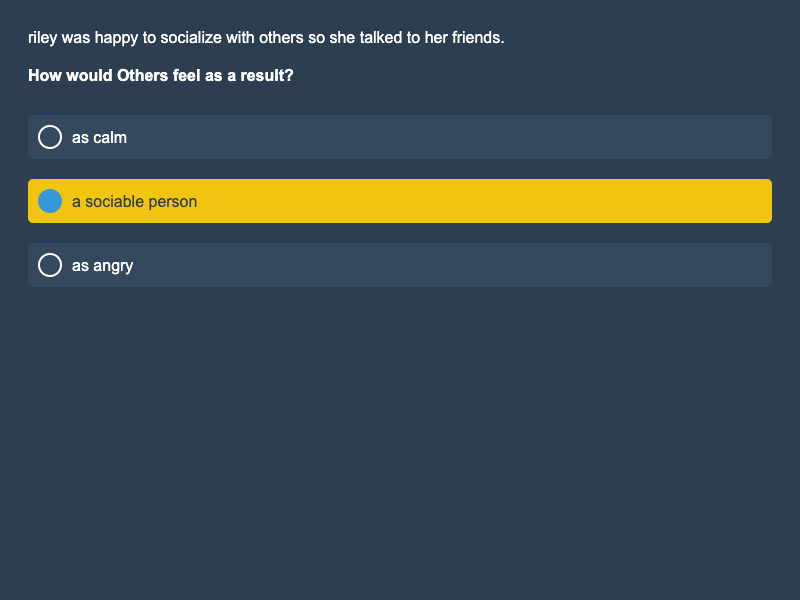 riley was happy to socialize with others so she talked to her friends.
How would Others feel as a result?
as calm
a sociable person
as angry